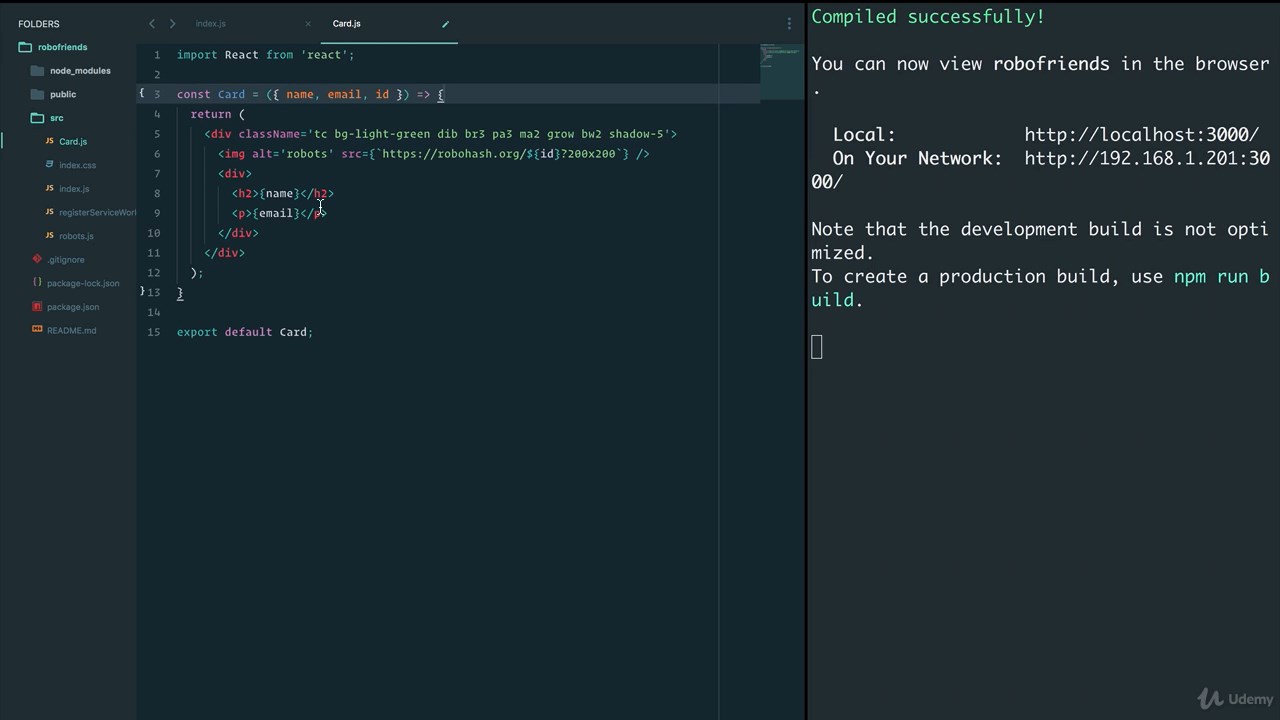 FOLDERS
robofriends
node_modules
public
src
Card.js
index.css
index.js
registerServiceWor
robots.js
.gitignore
package-lock.json
package.json
README.md
index.js
Card.js
1 import React from 'react';
2
3 const Card = ({ name, email, id }) => {
4 return (
5 <div className='tc bg-light-green dib br3 pa3 ma2 grow bw2 shadow-5'>
6 <img alt='robots' src={`https://robohash.org/${id}?200x200`} />
7 <div>
8 <h2>{name}</h2>
9 <p>{email}</p>
10 </div>
11 </div>
12 );
13 }
14
15 export default Card;
Compiled successfully!
You can now view robofriends in the browser
.
Local: http://localhost:3000/
On Your Network: http://192.168.1.201:30
00/
Note that the development build is not opti
mized.
To create a production build, use npm run b
uild.
Udemy